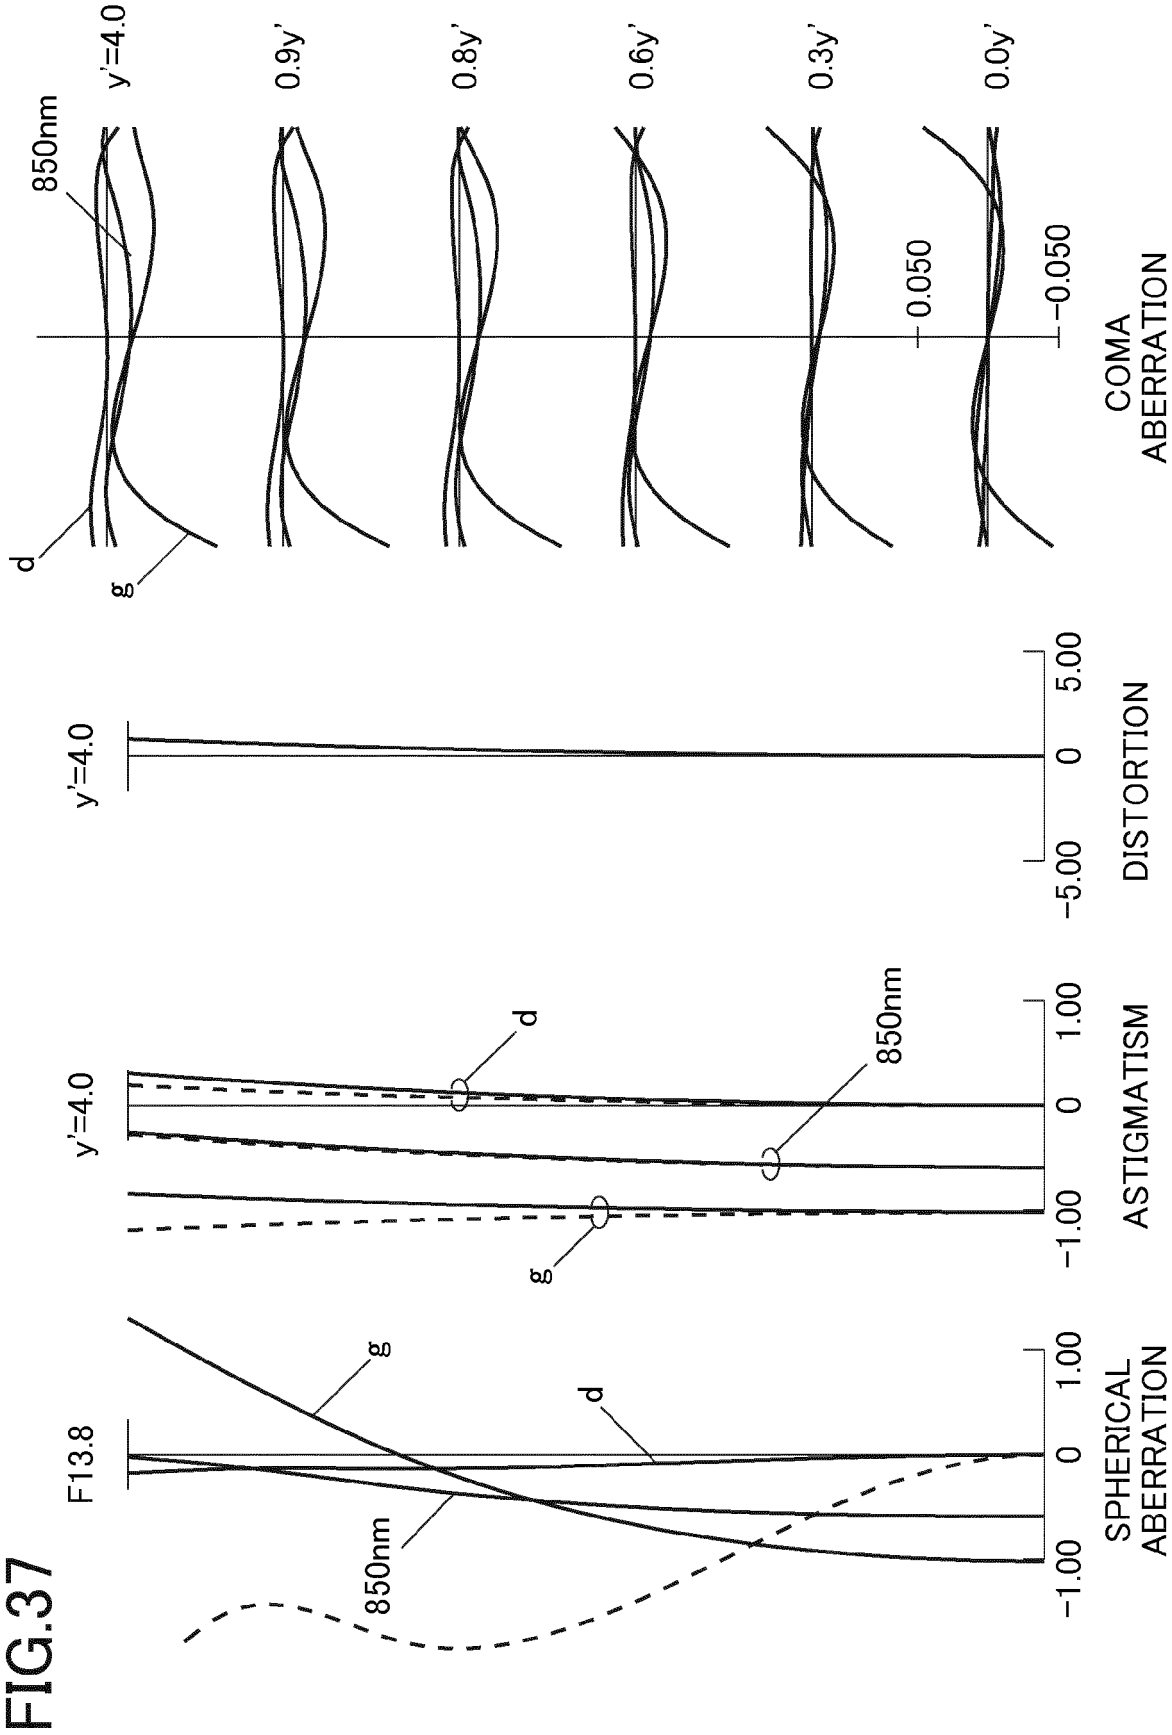 FIG.37
F13.8
g
d
850nm
-1.00
0
1.00
SPHERICAL
ABERRATION
y'=4.0
d
850nm
g
-1.00
0
1.00
ASTIGMATISM
y'=4.0
-5.00
0
5.00
DISTORTION
y'=4.0
0.9y'
0.8y'
0.6y'
0.3y'
0.0y'
850nm
d
g
0.050
-0.050
COMA
ABERRATION